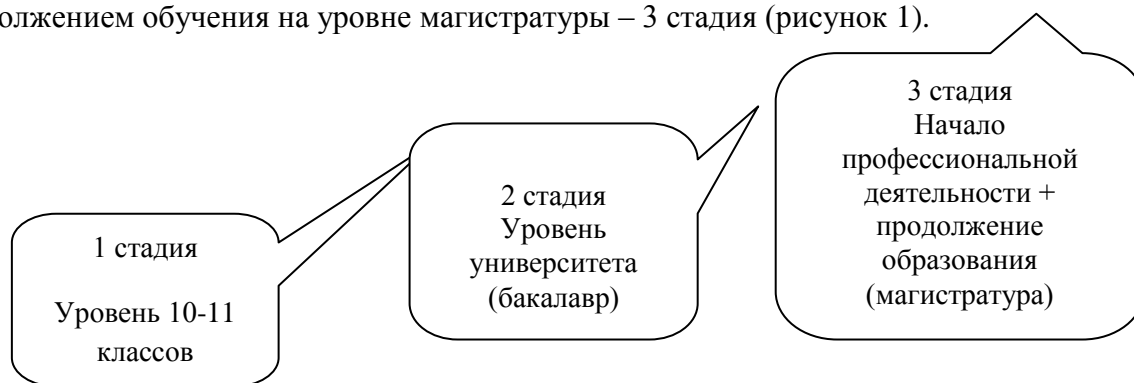 олжением обучения на уровне магистратуры – 3 стадия (рисунок 1).
1 стадия
Уровень 10-11
классов
2 стадия
Уровень
университета
(бакалавр)
3 стадия
Начало
профессиональной
деятельности +
продолжение
образования
(магистратура)